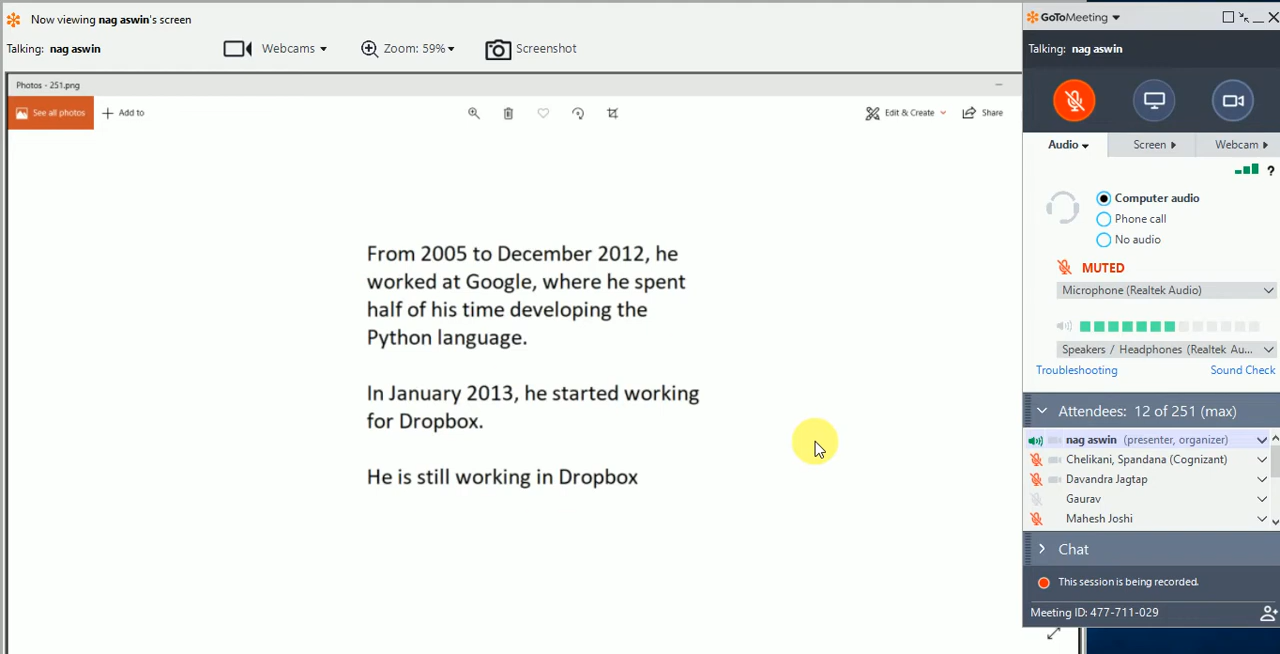 Now viewing nag aswin's screen
Talking: nag aswin
Webcams
Zoom: 59%
Screenshot
Photos - 251.png
See all photos
Add to
Edit & Create
Share
From 2005 to December 2012, he
worked at Google, where he spent
half of his time developing the
Python language.
In January 2013, he started working
for Dropbox.
He is still working in Dropbox
GoToMeeting
Talking: nag aswin
Audio
Screen
Webcam
?
Computer audio
Phone call
No audio
MUTED
Microphone (Realtek Audio)
Speakers / Headphones (Realtek Au...
Troubleshooting
Sound Check
Attendees: 12 of 251 (max)
nag aswin (presenter, organizer)
Chelikani, Spandana (Cognizant)
Davandra Jagtap
Gaurav
Mahesh Joshi
Chat
This session is being recorded.
Meeting ID: 477-711-029